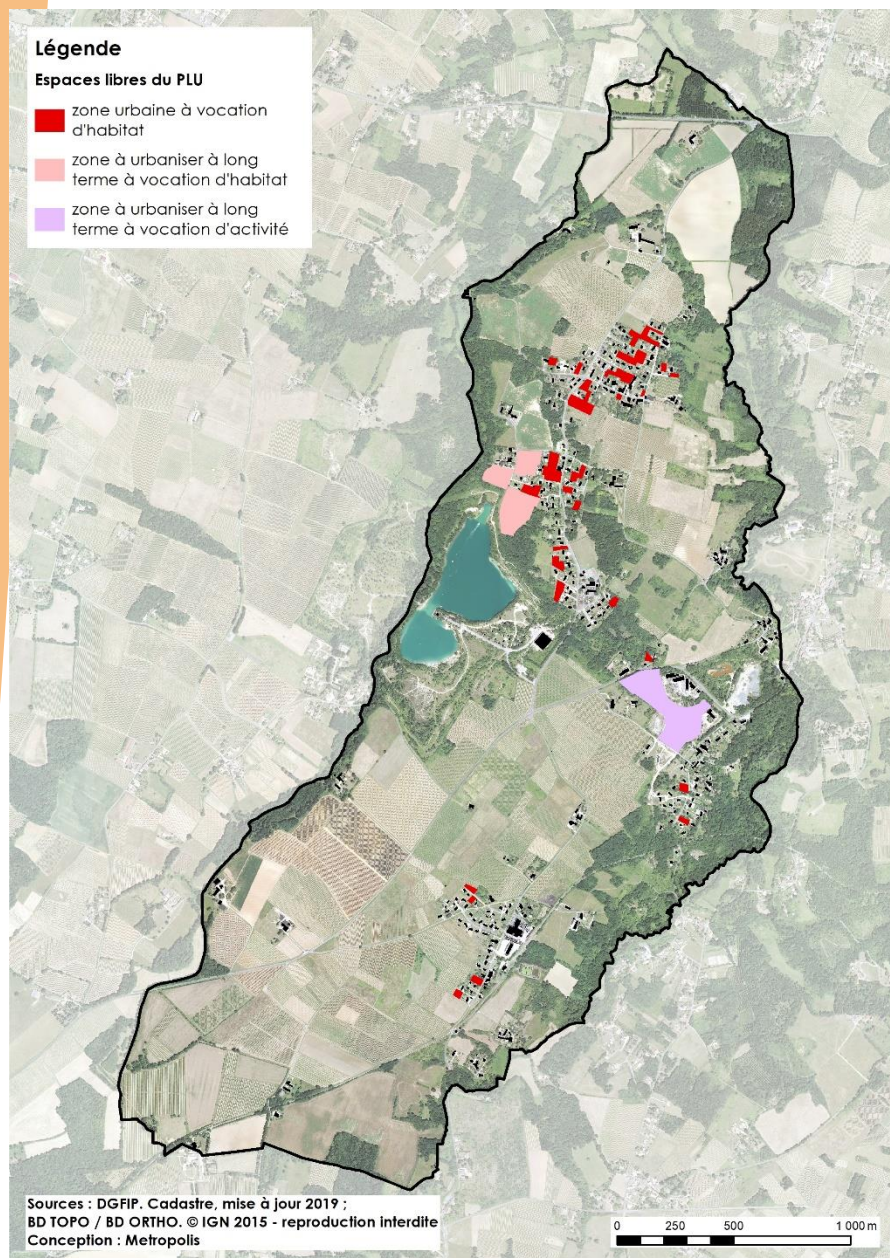 Légende
Espaces libres du PLU
zone urbaine à vocation
d'habitat
zone à urbaniser à long
terme à vocation d'habitat
zone à urbaniser à long
terme à vocation d'activité
Sources : DGFIP. Cadastre, mise à jour 2019 ;
BD TOPO / BD ORTHO. © IGN 2015 - reproduction interdite
Conception : Metropolis
0 250 500 1 000 m